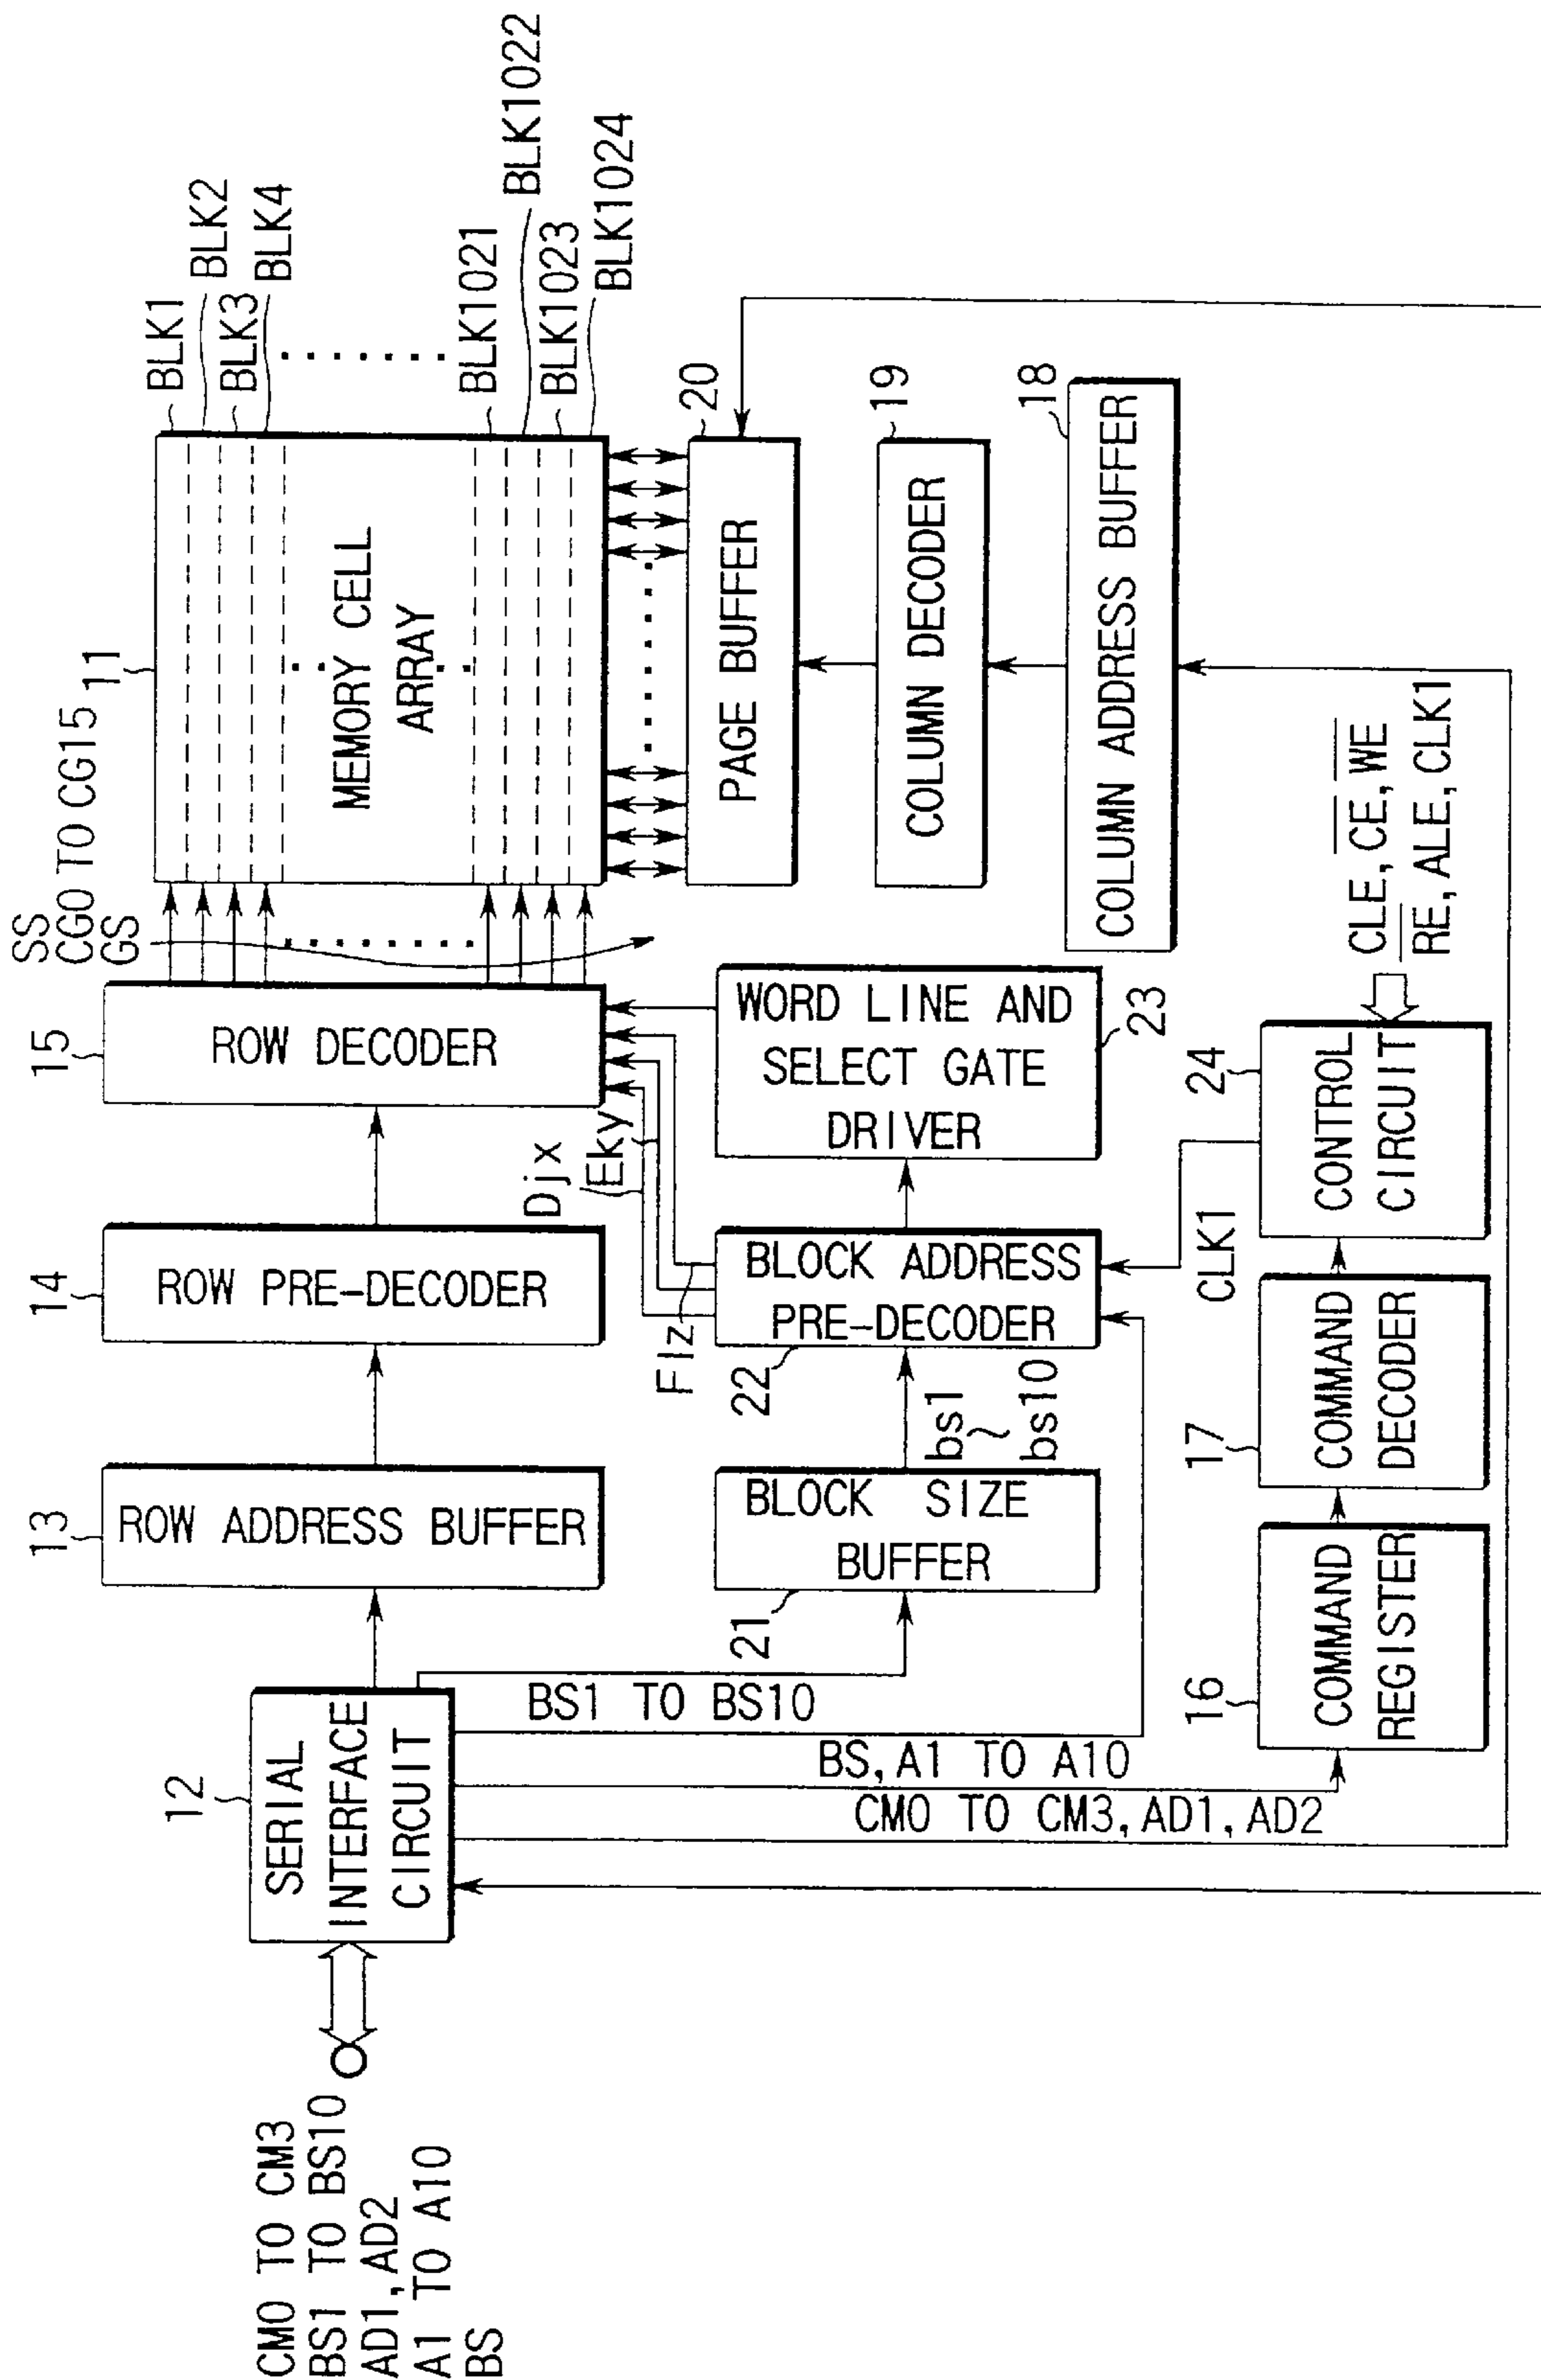 CM0 TO CM3
BS1 TO BS10
AD1, AD2
A1 TO A10
BS
12
SERIAL
INTERFACE
CIRCUIT
13
ROW ADDRESS BUFFER
14
ROW PRE-DECODER
15
ROW DECODER
SS
CG0 TO CG15
GS
11
MEMORY CELL
ARRAY
BLK1
BLK2
BLK3
BLK4
BLK1021
BLK1022
BLK1023
BLK1024
BS1 TO BS10
21
BLOCK SIZE
BUFFER
bs1
~
bs10
22
BLOCK ADDRESS
PRE-DECODER
Flz
Djx
Eky
WORD LINE AND
SELECT GATE
DRIVER
23
PAGE BUFFER
20
COLUMN DECODER
19
COLUMN ADDRESS BUFFER
18
BS, A1 TO A10
CM0 TO CM3, AD1, AD2
16
COMMAND
REGISTER
17
COMMAND
DECODER
CLK1
24
CONTROL
CIRCUIT
CLE, C̅E̅, W̅E̅
R̅E̅, ALE, CLK1